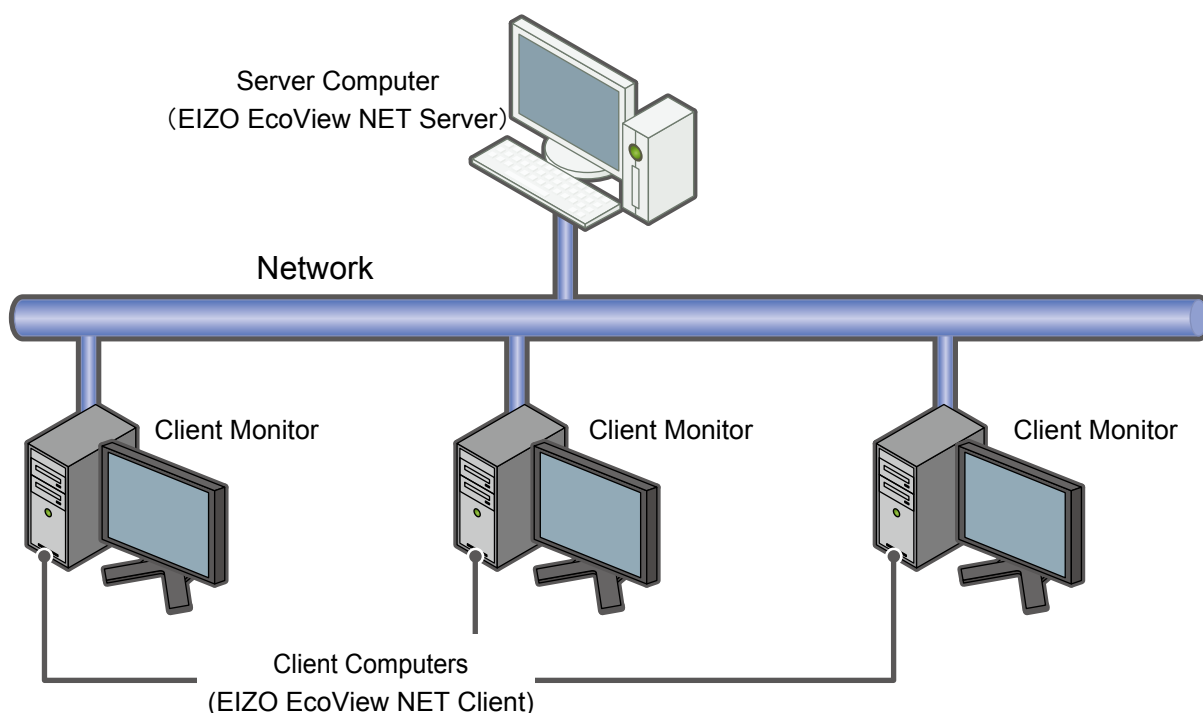 Server Computer
（EIZO EcoView NET Server）
Network
Client Monitor
Client Monitor
Client Monitor
Client Computers
(EIZO EcoView NET Client)